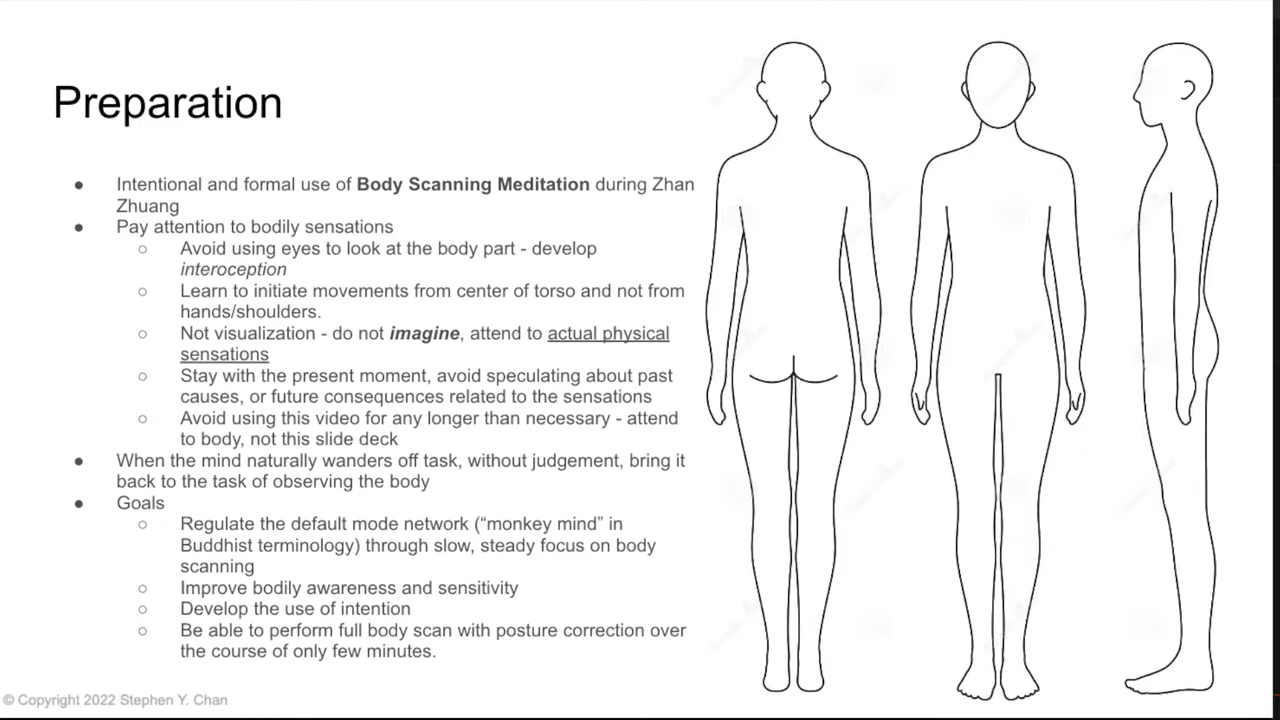 Preparation
● Intentional and formal use of Body Scanning Meditation during Zhan
Zhuang
● Pay attention to bodily sensations
○ Avoid using eyes to look at the body part - develop
interoception
○ Learn to initiate movements from center of torso and not from
hands/shoulders.
○ Not visualization - do not imagine, attend to actual physical
sensations
○ Stay with the present moment, avoid speculating about past
causes, or future consequences related to the sensations
○ Avoid using this video for any longer than necessary - attend
to body, not this slide deck
● When the mind naturally wanders off task, without judgement, bring it
back to the task of observing the body
● Goals
○ Regulate the default mode network (“monkey mind” in
Buddhist terminology) through slow, steady focus on body
scanning
○ Improve bodily awareness and sensitivity
○ Develop the use of intention
○ Be able to perform full body scan with posture correction over
the course of only few minutes.
© Copyright 2022 Stephen Y. Chan